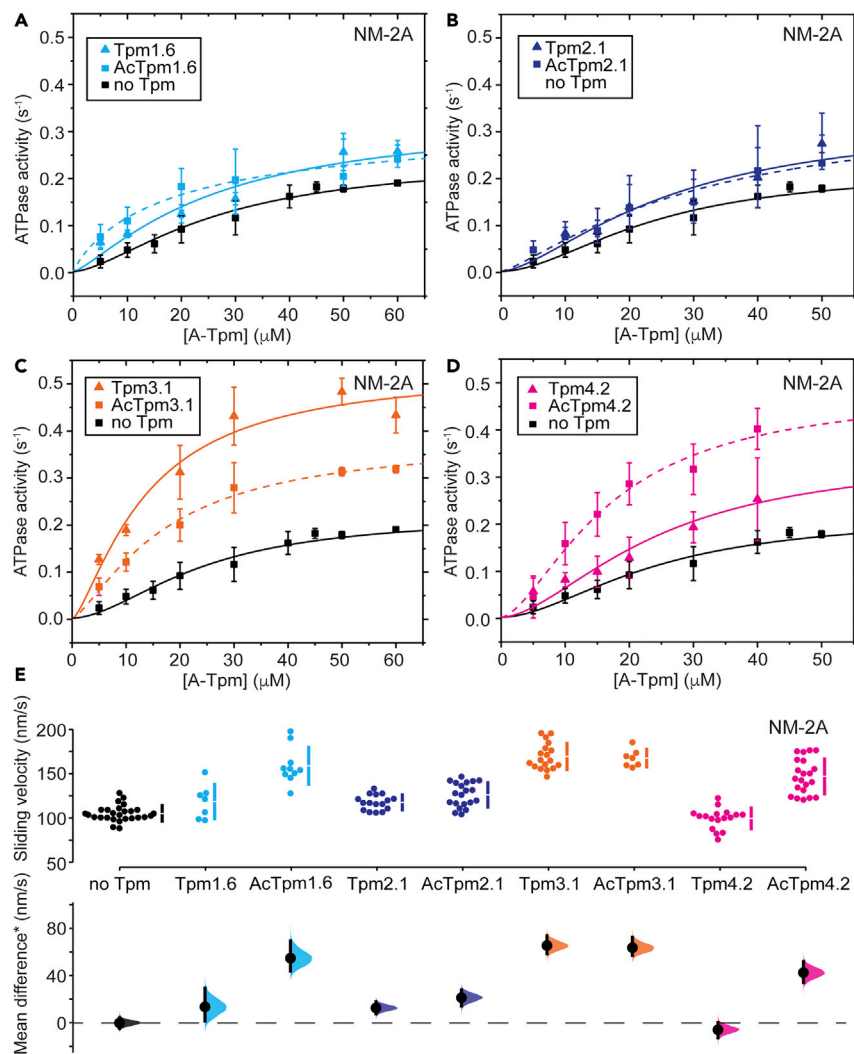 A
NM-2A
Tpm1.6
AcTpm1.6
no Tpm
ATPase activity (s⁻¹)
0.5
0.4
0.3
0.2
0.1
0.0
0 10 20 30 40 50 60
[A-Tpm] (μM)
B
NM-2A
Tpm2.1
AcTpm2.1
no Tpm
ATPase activity (s⁻¹)
0.5
0.4
0.3
0.2
0.1
0.0
0 10 20 30 40 50
[A-Tpm] (μM)
C
NM-2A
Tpm3.1
AcTpm3.1
no Tpm
ATPase activity (s⁻¹)
0.5
0.4
0.3
0.2
0.1
0.0
0 10 20 30 40 50 60
[A-Tpm] (μM)
D
NM-2A
Tpm4.2
AcTpm4.2
no Tpm
ATPase activity (s⁻¹)
0.5
0.4
0.3
0.2
0.1
0.0
0 10 20 30 40 50
[A-Tpm] (μM)
E
NM-2A
Sliding velocity (nm/s)
200
150
100
50
no Tpm Tpm1.6 AcTpm1.6 Tpm2.1 AcTpm2.1 Tpm3.1 AcTpm3.1 Tpm4.2 AcTpm4.2
Mean difference* (nm/s)
80
40
0